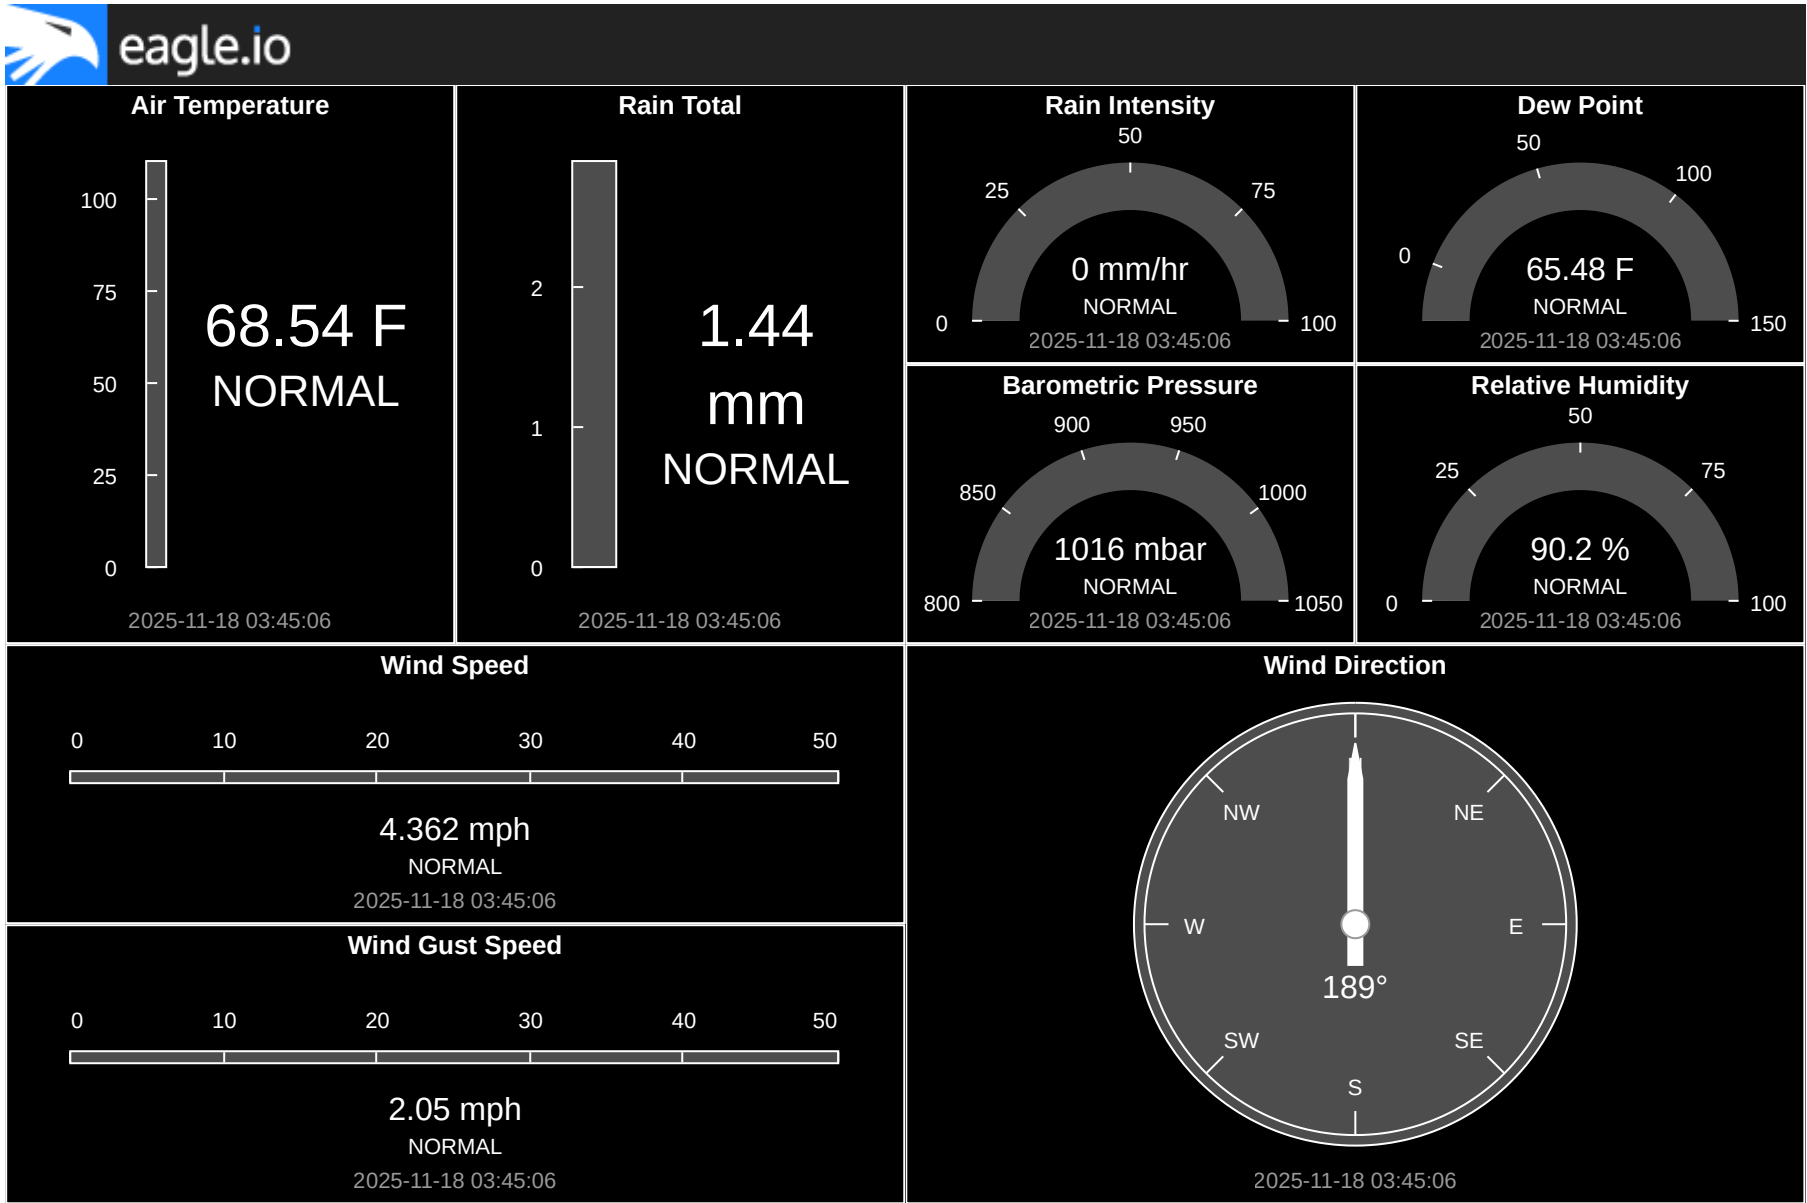 eagle.io
Air Temperature
100
75
50
25
0
68.54 F
NORMAL
2025-11-18 03:45:06
Rain Total
2
1
0
1.44
mm
NORMAL
2025-11-18 03:45:06
Rain Intensity
50
25
75
0
100
0 mm/hr
NORMAL
2025-11-18 03:45:06
Dew Point
50
100
0
150
65.48 F
NORMAL
2025-11-18 03:45:06
Barometric Pressure
900
950
850
1000
800
1050
1016 mbar
NORMAL
2025-11-18 03:45:06
Relative Humidity
50
25
75
0
100
90.2 %
NORMAL
2025-11-18 03:45:06
Wind Speed
0 10 20 30 40 50
4.362 mph
NORMAL
2025-11-18 03:45:06
Wind Gust Speed
0 10 20 30 40 50
2.05 mph
NORMAL
2025-11-18 03:45:06
Wind Direction
NW
NE
W
E
189°
SW
SE
S
2025-11-18 03:45:06